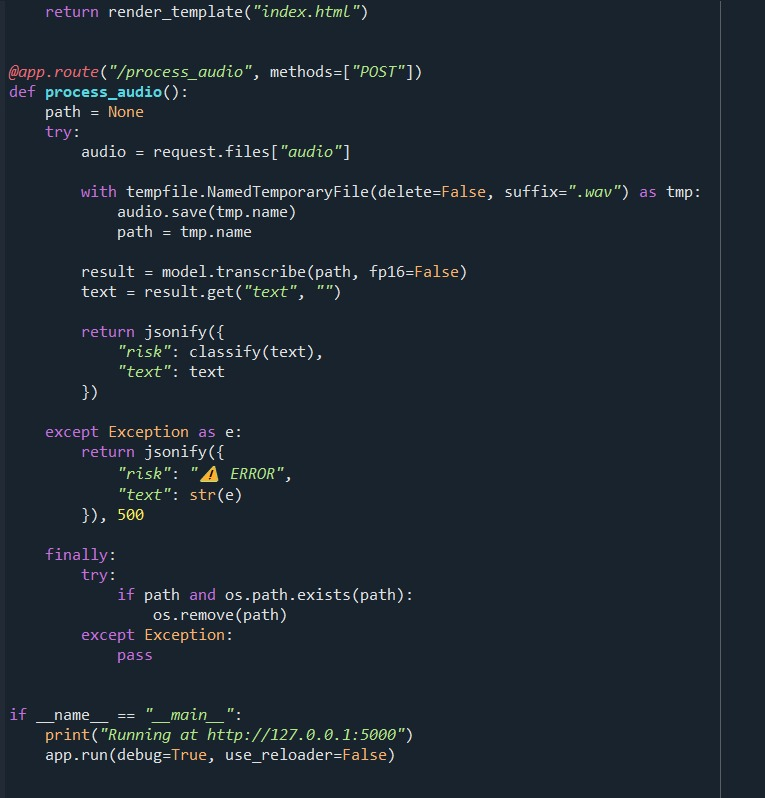 return render_template("index.html")

@app.route("/process_audio", methods=["POST"])
def process_audio():
    path = None
    try:
        audio = request.files["audio"]

        with tempfile.NamedTemporaryFile(delete=False, suffix=".wav") as tmp:
            audio.save(tmp.name)
            path = tmp.name

        result = model.transcribe(path, fp16=False)
        text = result.get("text", "")

        return jsonify({
            "risk": classify(text),
            "text": text
        })

    except Exception as e:
        return jsonify({
            "risk": "⚠️ ERROR",
            "text": str(e)
        }), 500

    finally:
        try:
            if path and os.path.exists(path):
                os.remove(path)
        except Exception:
            pass

if __name__ == "__main__":
    print("Running at http://127.0.0.1:5000")
    app.run(debug=True, use_reloader=False)